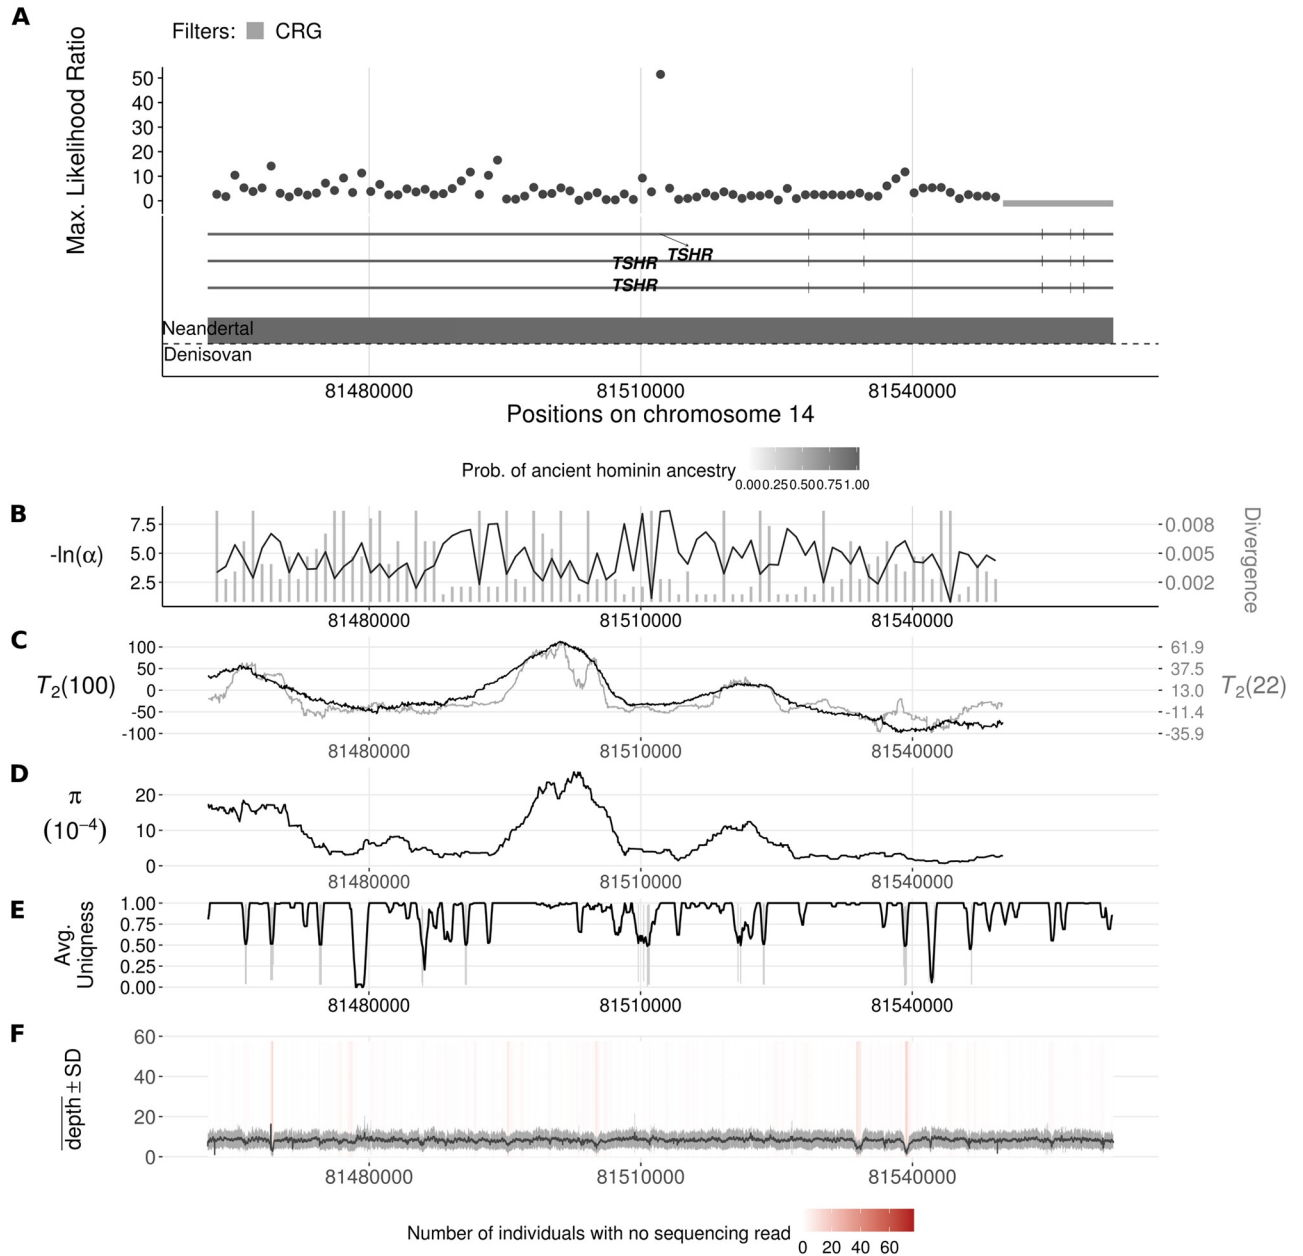 A
Filters: CRG
Max. Likelihood Ratio
50
40
30
20
10
0
TSHR
TSHR
TSHR
Neandertal
Denisovan
81480000 81510000 81540000
Positions on chromosome 14
Prob. of ancient hominin ancestry
0.00 0.25 0.50 0.75 1.00
B
-ln(α)
7.5
5.0
2.5
0.008
0.005
0.002
Divergence
81480000 81510000 81540000
C
T2(100)
100
50
0
-50
-100
61.9
37.5
13.0
-11.4
-35.9
T2(22)
81480000 81510000 81540000
D
π
(10−4)
20
10
0
81480000 81510000 81540000
E
Avg.
Uniqness
1.00
0.75
0.50
0.25
0.00
81480000 81510000 81540000
F
depth ± SD
60
40
20
0
81480000 81510000 81540000
Number of individuals with no sequencing read
0 20 40 60